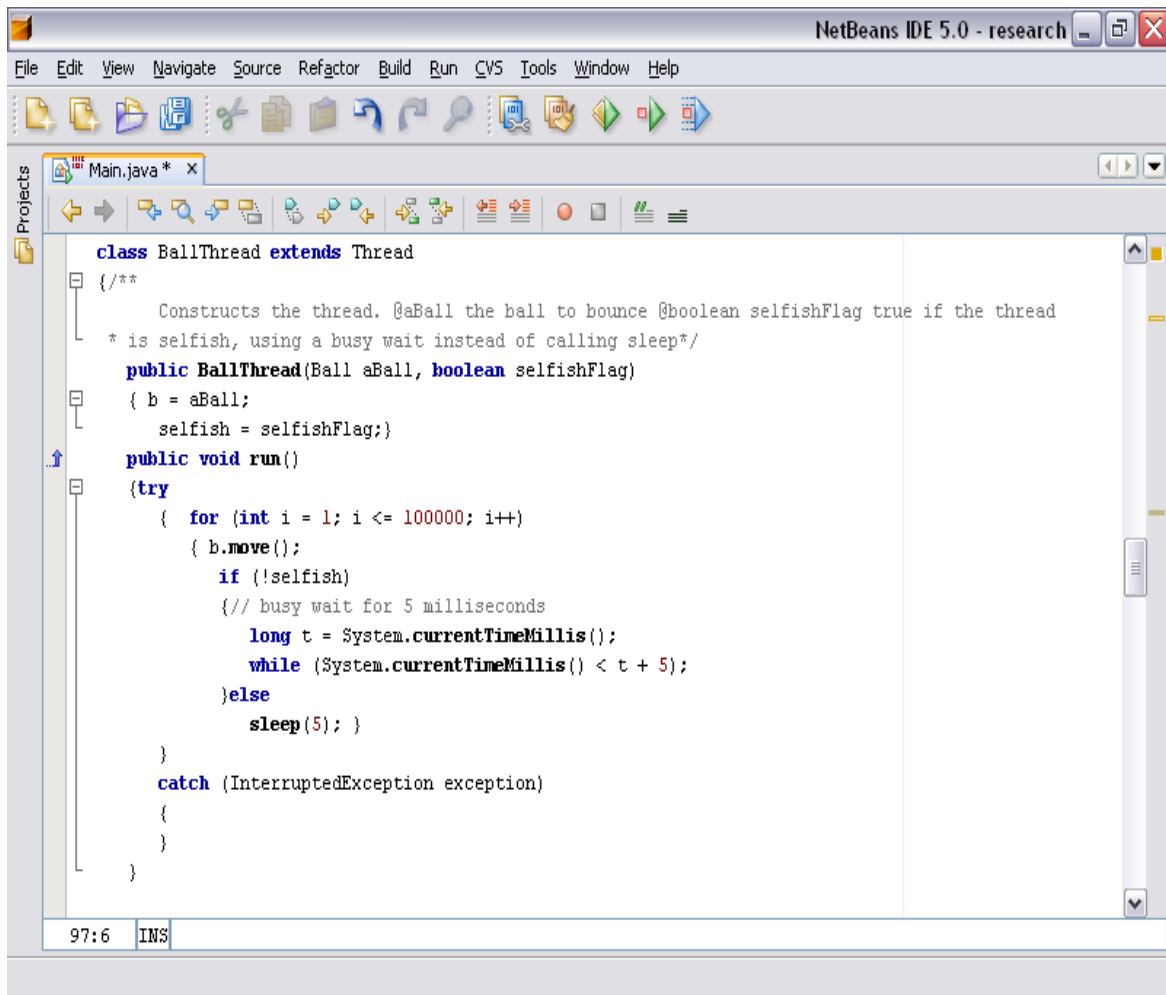 NetBeans IDE 5.0 - research
File Edit View Navigate Source Refactor Build Run CVS Tools Window Help
Projects
Main.java * x
class BallThread extends Thread
{/**
Constructs the thread. @aBall the ball to bounce @boolean selfishFlag true if the thread
* is selfish, using a busy wait instead of calling sleep*/
public BallThread(Ball aBall, boolean selfishFlag)
{ b = aBall;
selfish = selfishFlag;}
public void run()
{try
{ for (int i = 1; i <= 100000; i++)
{ b.move();
if (!selfish)
{// busy wait for 5 milliseconds
long t = System.currentTimeMillis();
while (System.currentTimeMillis() < t + 5);
}else
sleep(5); }
}
catch (InterruptedException exception)
{
}
}
97:6 INS